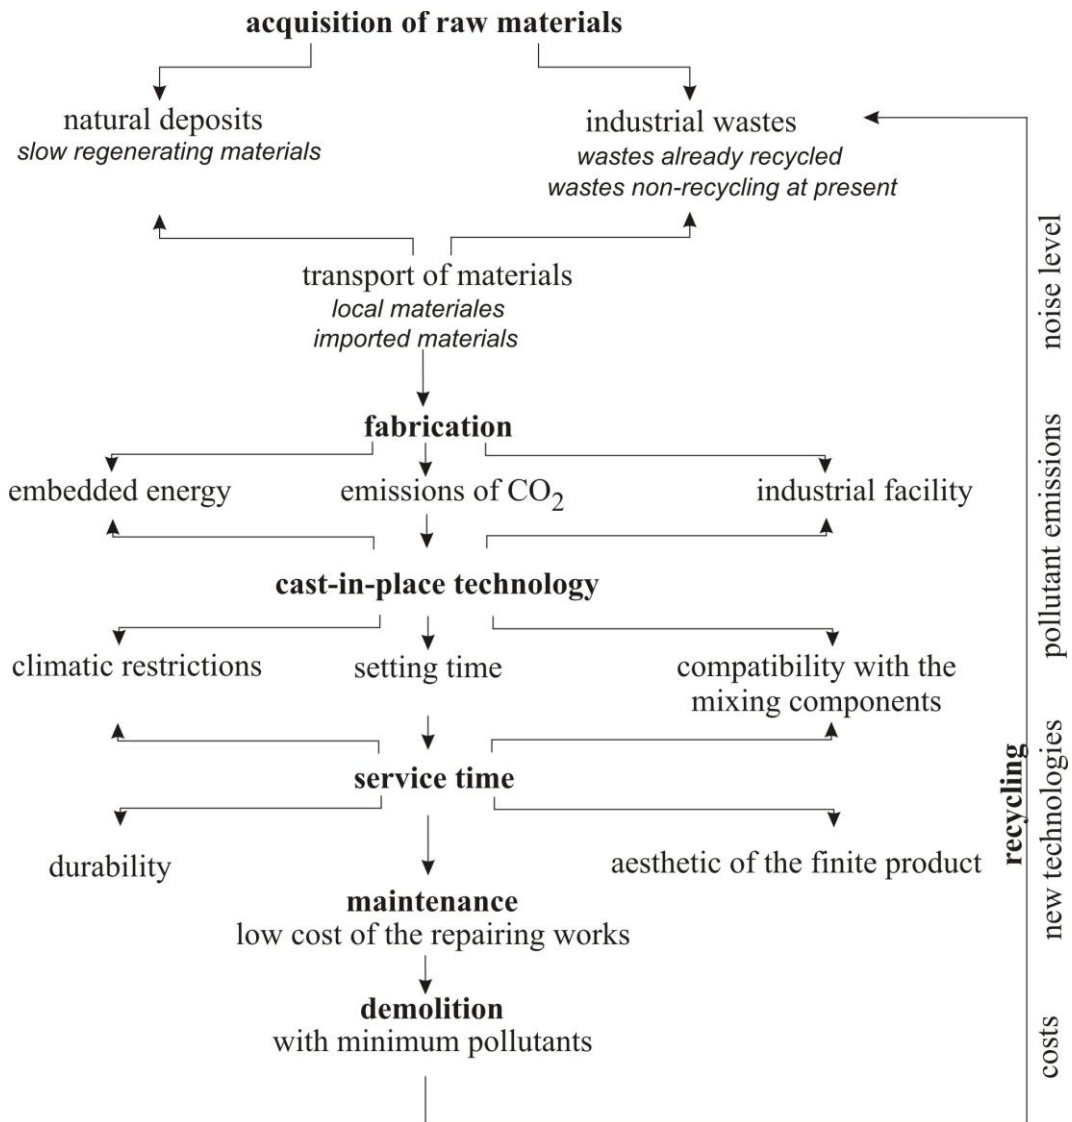 acquisition of raw materials
natural deposits
slow regenerating materials
industrial wastes
wastes already recycled
wastes non-recycling at present
transport of materials
local materiales
imported materials
fabrication
embedded energy
emissions of CO2
industrial facility
cast-in-place technology
climatic restrictions
setting time
compatibility with the
mixing components
service time
durability
aesthetic of the finite product
maintenance
low cost of the repairing works
demolition
with minimum pollutants
recycling
noise level
pollutant emissions
new technologies
costs